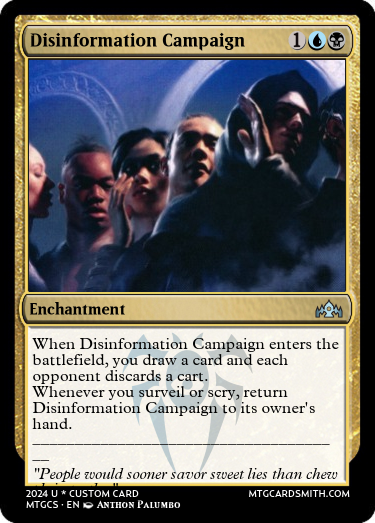 Disinformation Campaign 1
Enchantment
When Disinformation Campaign enters the
battlefield, you draw a card and each
opponent discards a cart.
Whenever you surveil or scry, return
Disinformation Campaign to its owner's
hand.
"People would sooner savor sweet lies than chew
2024 U * CUSTOM CARD
MTGCARDSMITH.COM
MTGCS · EN Anthon Palumbo